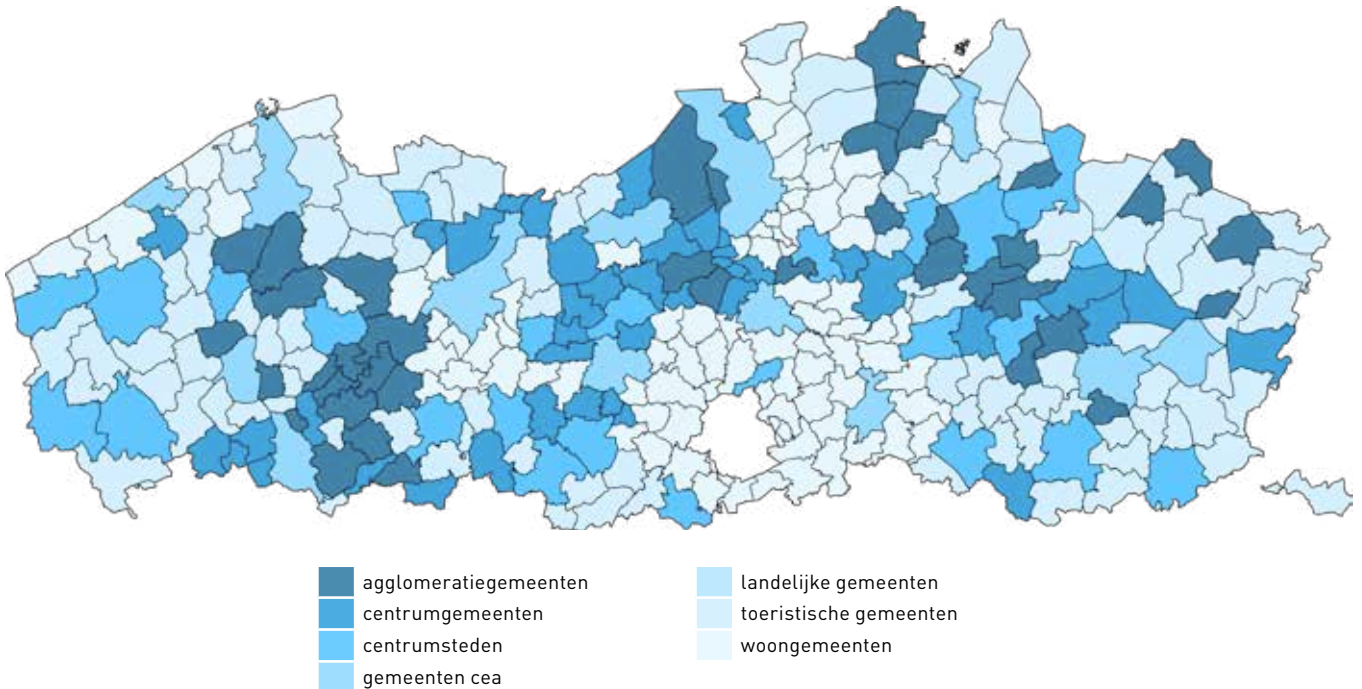 agglomeratiegemeenten
centrumgemeenten
centrumsteden
gemeenten cea
landelijke gemeenten
toeristische gemeenten
woongemeenten